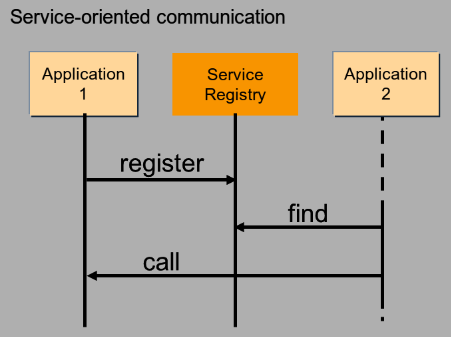 Service-oriented communication
Application
1
Service
Registry
Application
2
register
find
call